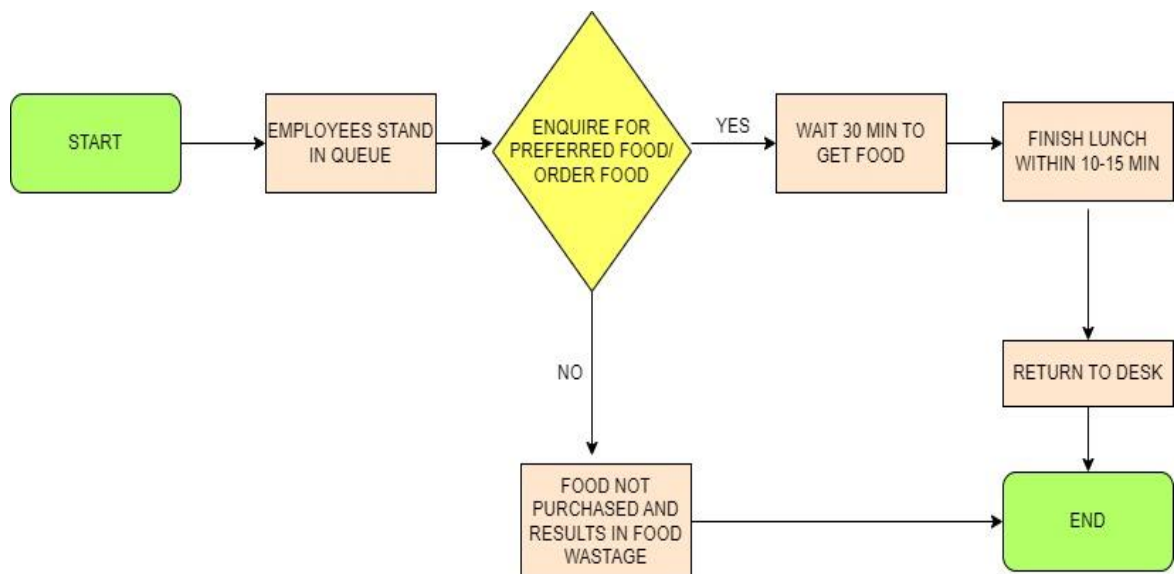 START
EMPLOYEES STAND
IN QUEUE
ENQUIRE FOR
PREFERRED FOOD/
ORDER FOOD
YES
WAIT 30 MIN TO
GET FOOD
FINISH LUNCH
WITHIN 10-15 MIN
NO
RETURN TO DESK
FOOD NOT
PURCHASED AND
RESULTS IN FOOD
WASTAGE
END